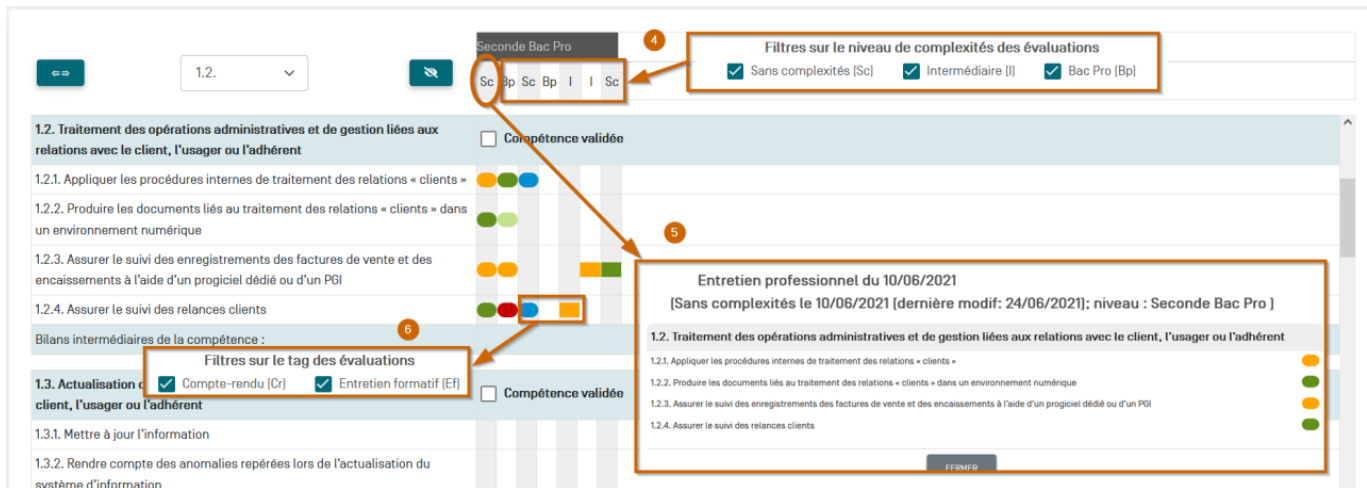 Seconde Bac Pro
4
Filtres sur le niveau de complexités des évaluations
Sans complexités (Sc) Intermédiaire (I) Bac Pro (Bp)
1.2.
Sc Bp Sc Bp I I Sc
1.2. Traitement des opérations administratives et de gestion liées aux
relations avec le client, l'usager ou l'adhérent
Compétence validée
1.2.1. Appliquer les procédures internes de traitement des relations « clients »
1.2.2. Produire les documents liés au traitement des relations « clients » dans
un environnement numérique
5
1.2.3. Assurer le suivi des enregistrements des factures de vente et des
encaissements à l'aide d'un progiciel dédié ou d'un PGI
1.2.4. Assurer le suivi des relances clients
Bilans intermédiaires de la compétence :
6
Filtres sur le tag des évaluations
Compte-rendu (Cr) Entretien formatif (Ef)
1.3. Actualisation
client, l'usager ou l'adhérent
Compétence validée
1.3.1. Mettre à jour l'information
1.3.2. Rendre compte des anomalies repérées lors de l'actualisation du
système d'information
Entretien professionnel du 10/06/2021
(Sans complexités le 10/06/2021 (dernière modif: 24/06/2021); niveau : Seconde Bac Pro )
1.2. Traitement des opérations administratives et de gestion liées aux relations avec le client, l'usager ou l'adhérent
1.2.1. Appliquer les procédures internes de traitement des relations « clients »
1.2.2. Produire les documents liés au traitement des relations « clients » dans un environnement numérique
1.2.3. Assurer le suivi des enregistrements des factures de vente et des encaissements à l'aide d'un progiciel dédié ou d'un PGI
1.2.4. Assurer le suivi des relances clients
FERMER